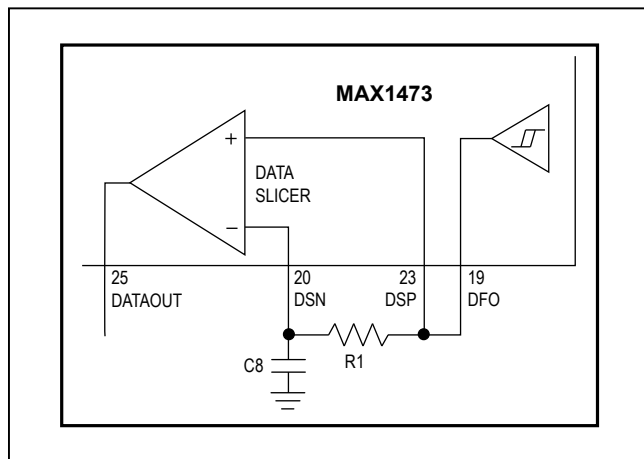 MAX1473
+
DATA
SLICER
−
25
DATAOUT
20
DSN
23
DSP
19
DFO
C8
R1